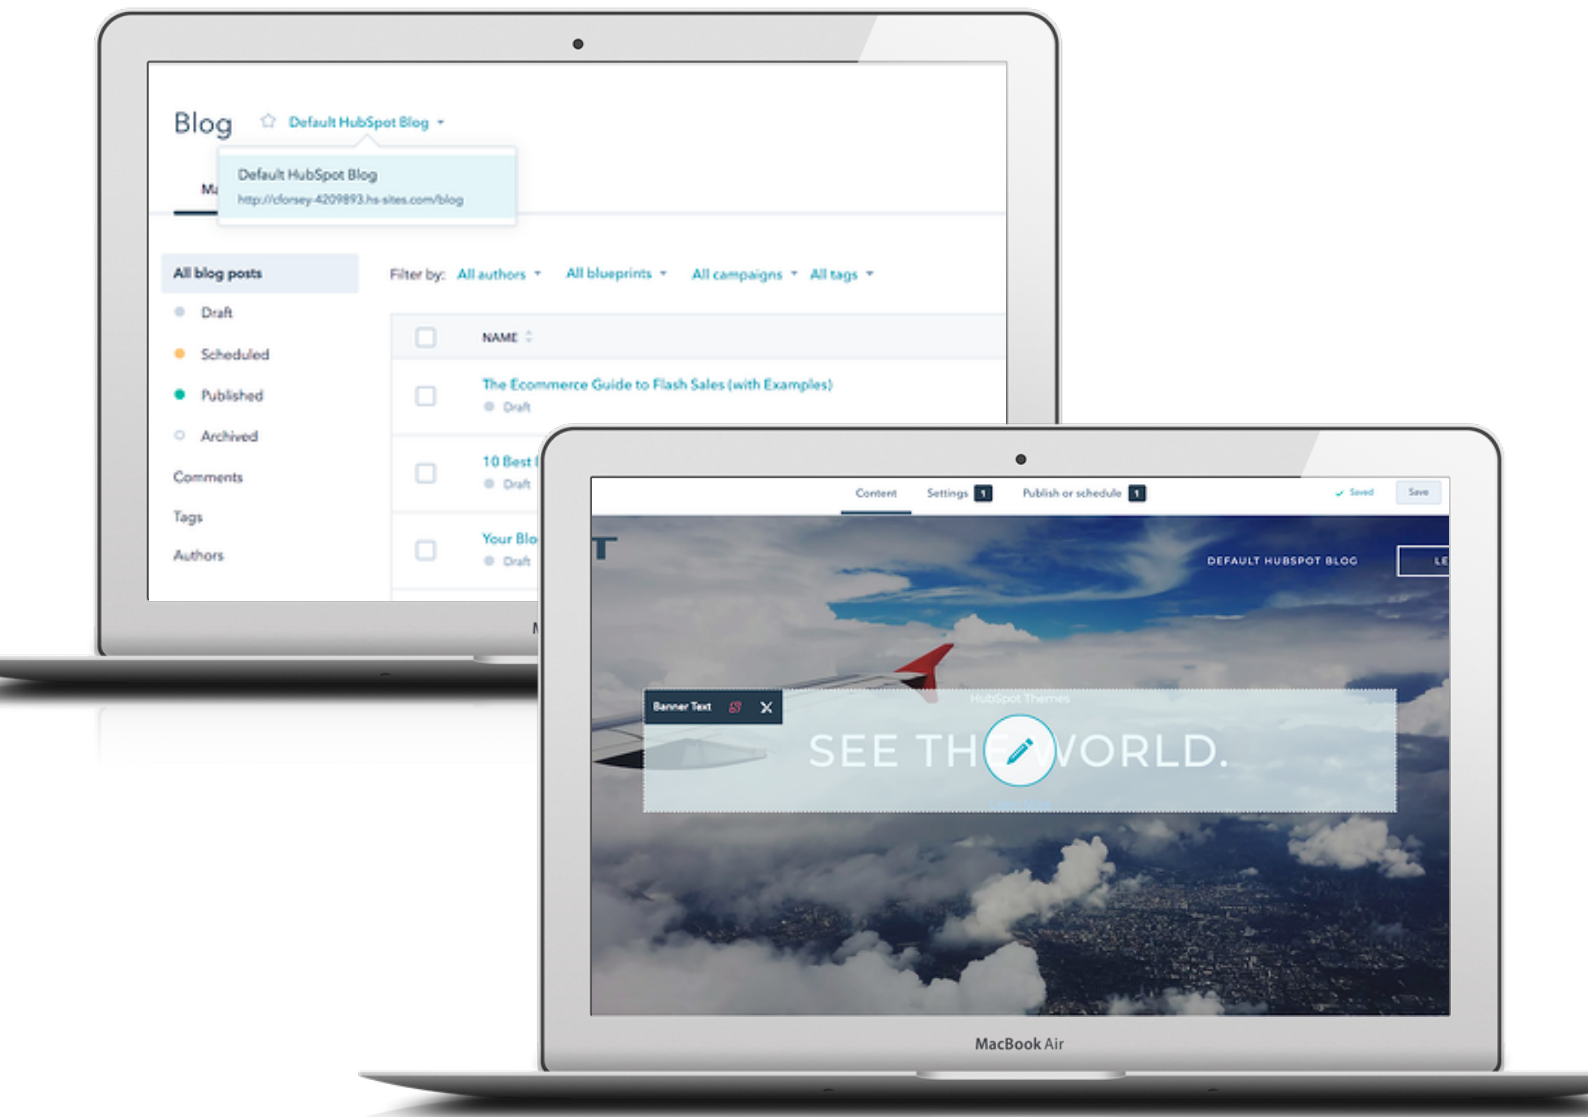 Blog
Default HubSpot Blog
Default HubSpot Blog
http://cforsey-4209893.hs-sites.com/blog
All blog posts
Draft
Scheduled
Published
Archived
Comments
Tags
Authors
Filter by: All authors All blueprints All campaigns All tags
NAME
The Ecommerce Guide to Flash Sales (with Examples)
Draft
10 Best
Draft
Your Blo
Draft
Content Settings 1 Publish or schedule 1 Saved Save
T
DEFAULT HUBSPOT BLOG LE
HubSpot Themes
Banner Text
SEE THE WORLD.
MacBook Air